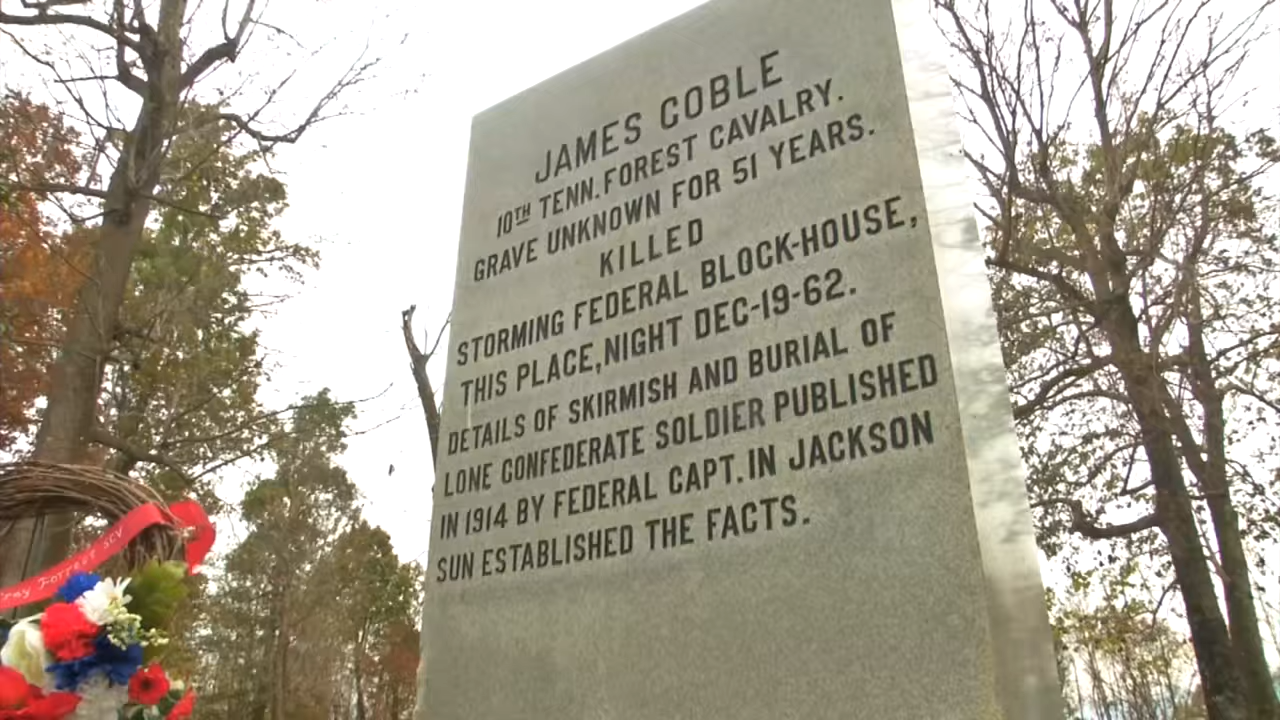 JAMES COBLE
10TH TENN. FOREST CAVALRY.
GRAVE UNKNOWN FOR 51 YEARS.
KILLED
STORMING FEDERAL BLOCK-HOUSE,
THIS PLACE, NIGHT DEC-19-62.
DETAILS OF SKIRMISH AND BURIAL OF
LONE CONFEDERATE SOLDIER PUBLISHED
IN 1914 BY FEDERAL CAPT. IN JACKSON
SUN ESTABLISHED THE FACTS.
Forrest SCV